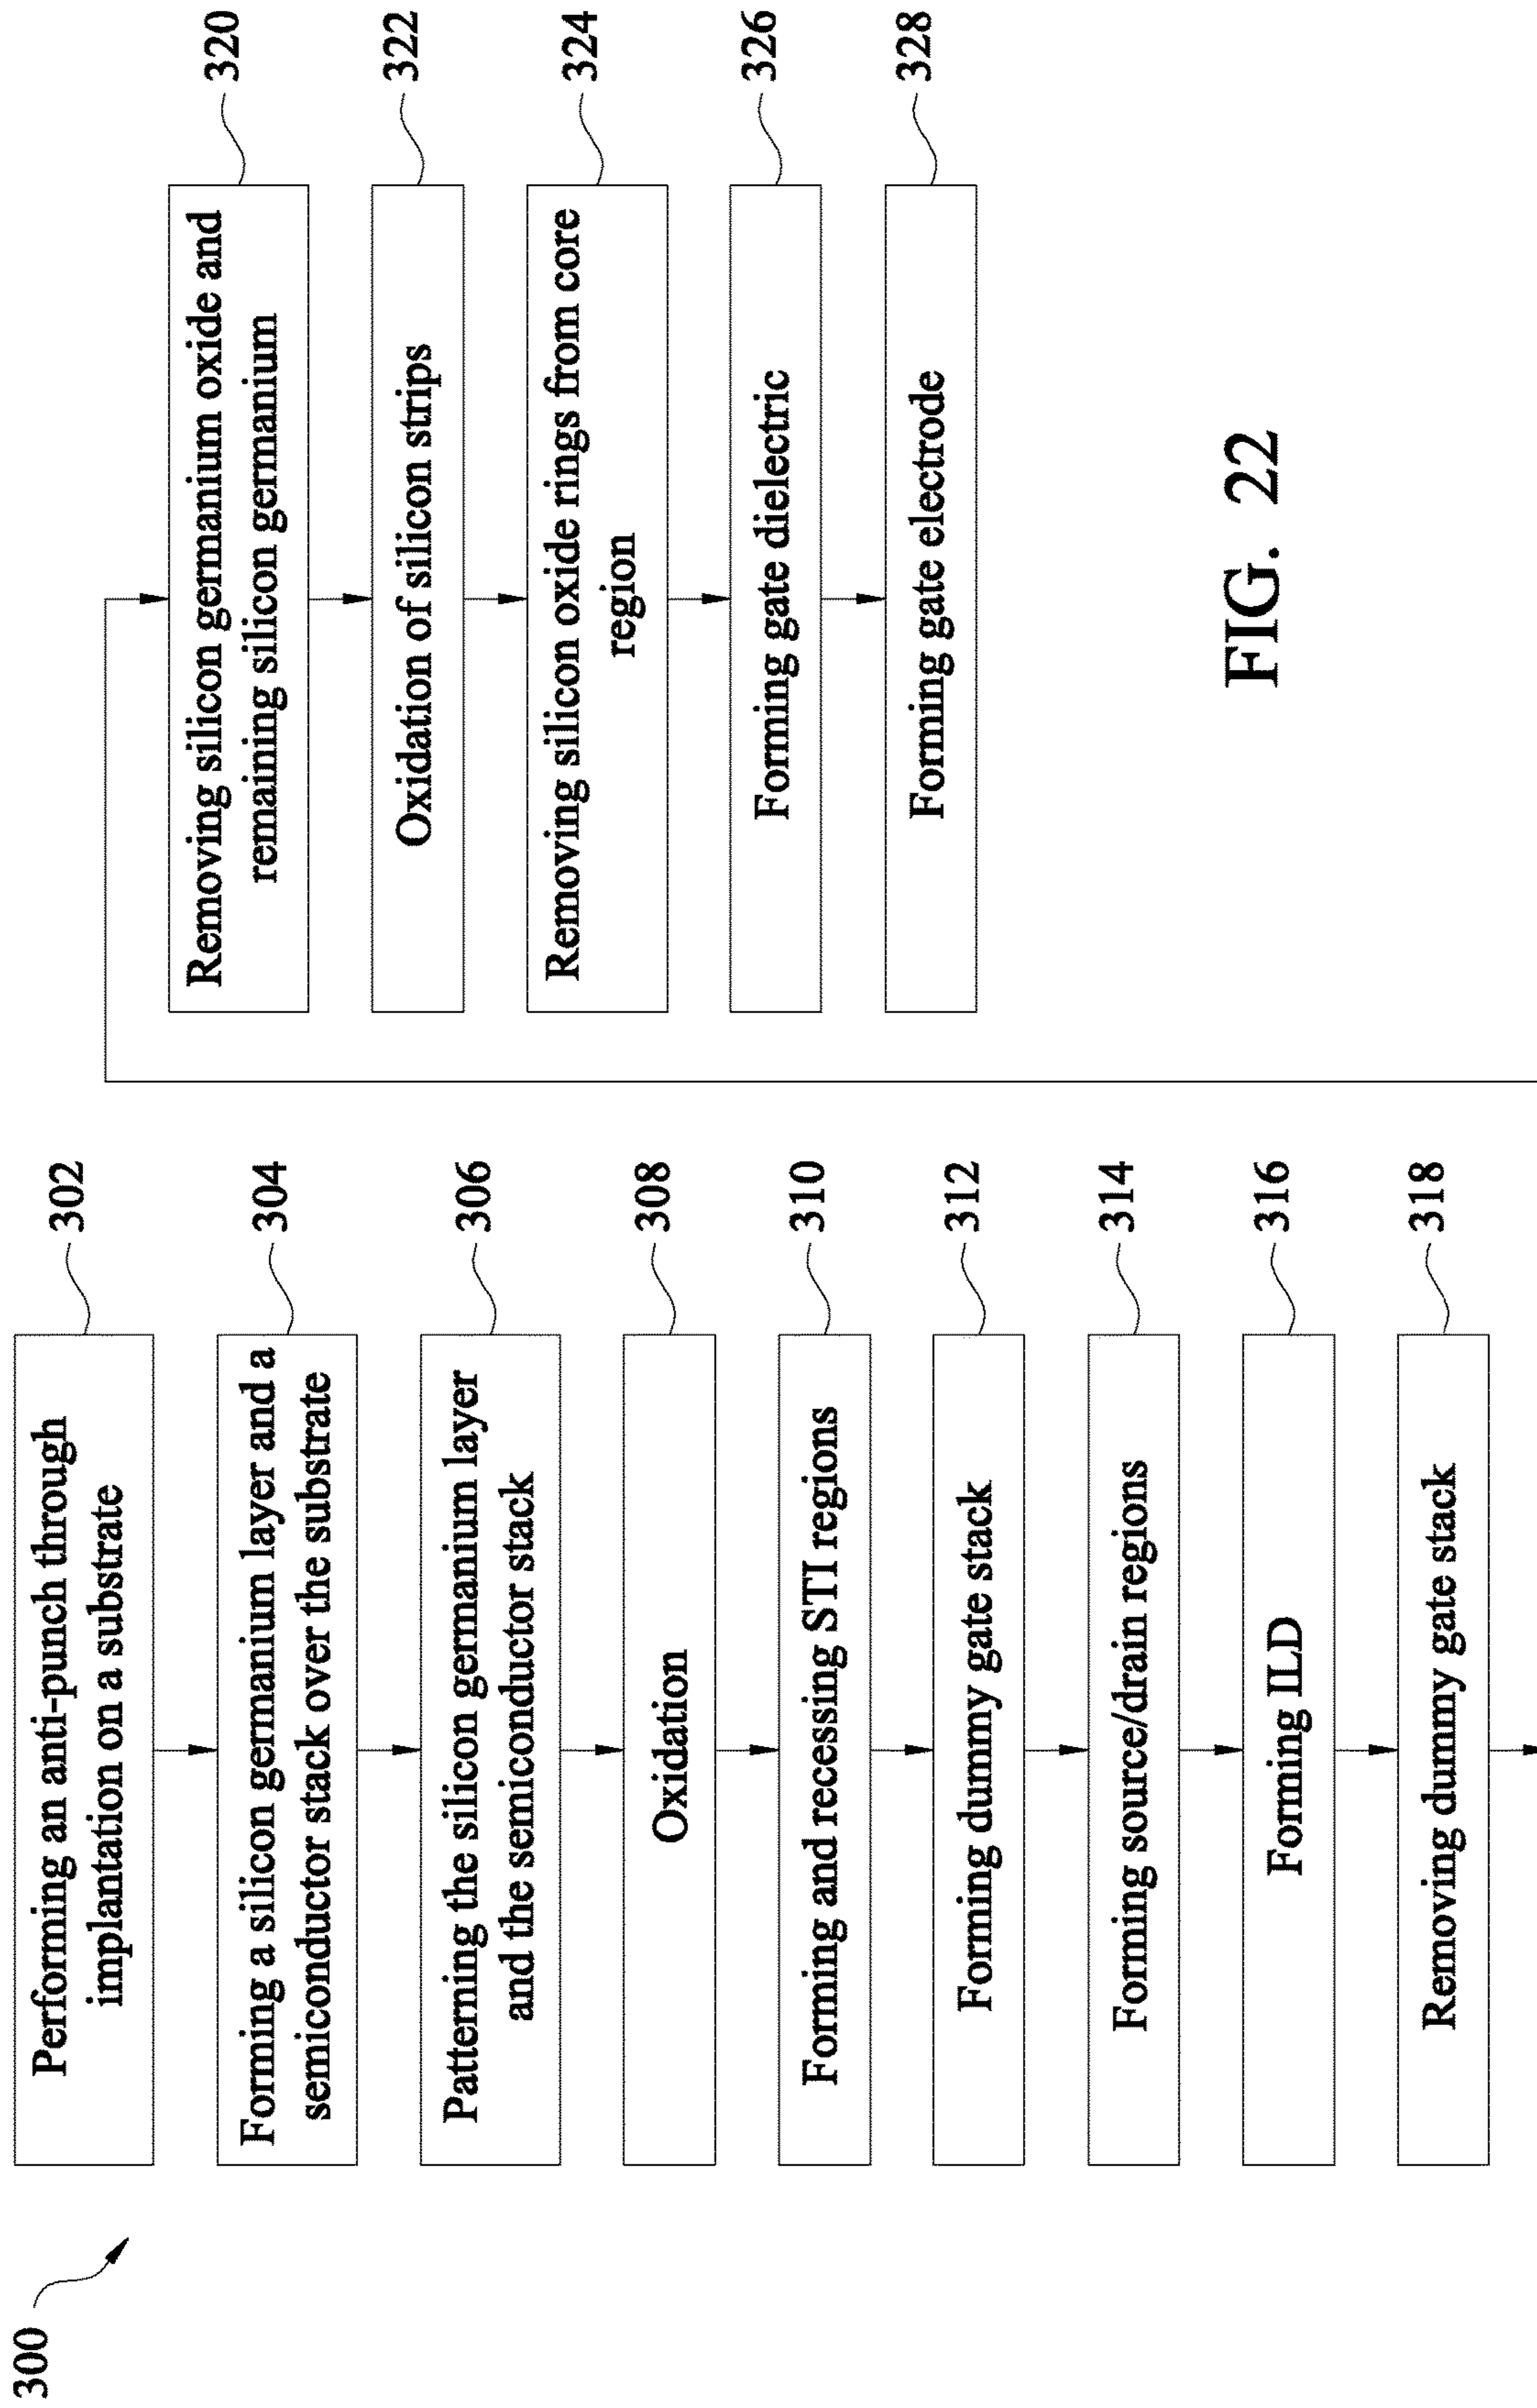 300
Performing an anti-punch through
implantation on a substrate
302
Forming a silicon germanium layer and a
semiconductor stack over the substrate
304
Patterning the silicon germanium layer
and the semiconductor stack
306
Oxidation
308
Forming and recessing STI regions
310
Forming dummy gate stack
312
Forming source/drain regions
314
Forming ILD
316
Removing dummy gate stack
318
Removing silicon germanium oxide and
remaining silicon germanium
320
Oxidation of silicon strips
322
Removing silicon oxide rings from core
region
324
Forming gate dielectric
326
Forming gate electrode
328
FIG. 22